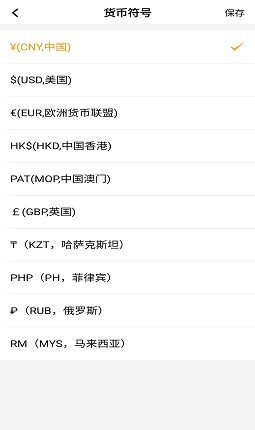 货币符号
保存
¥(CNY,中国)
$(USD,美国)
€(EUR,欧洲货币联盟)
HK$(HKD,中国香港)
PAT(MOP,中国澳门)
￡(GBP,英国)
₸（KZT，哈萨克斯坦）
PHP（PH，菲律宾）
₽（RUB，俄罗斯）
RM（MYS，马来西亚）